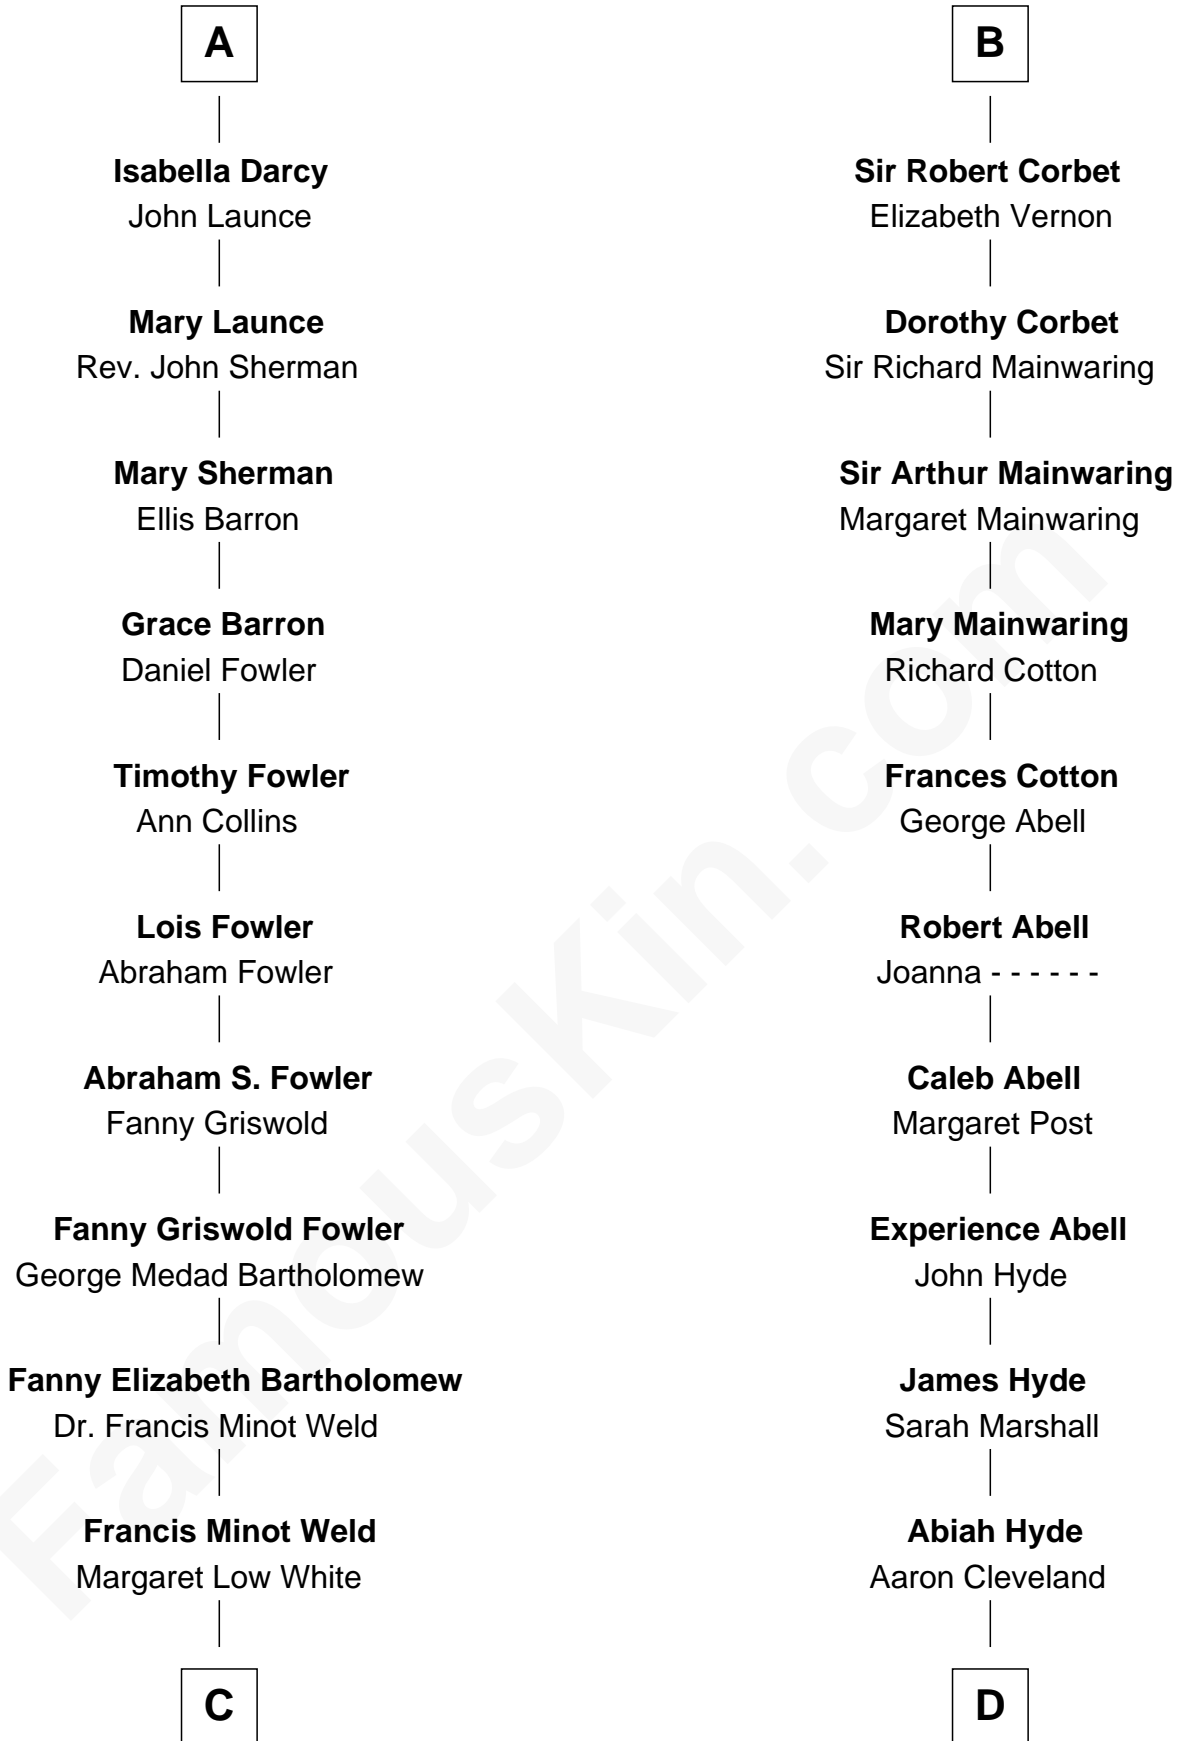 A
Isabella Darcy
John Launce
Mary Launce
Rev. John Sherman
Mary Sherman
Ellis Barron
Grace Barron
Daniel Fowler
Timothy Fowler
Ann Collins
Lois Fowler
Abraham Fowler
Abraham S. Fowler
Fanny Griswold
Fanny Griswold Fowler
George Medad Bartholomew
Fanny Elizabeth Bartholomew
Dr. Francis Minot Weld
Francis Minot Weld
Margaret Low White
C
B
Sir Robert Corbet
Elizabeth Vernon
Dorothy Corbet
Sir Richard Mainwaring
Sir Arthur Mainwaring
Margaret Mainwaring
Mary Mainwaring
Richard Cotton
Frances Cotton
George Abell
Robert Abell
Joanna - - - - - -
Caleb Abell
Margaret Post
Experience Abell
John Hyde
James Hyde
Sarah Marshall
Abiah Hyde
Aaron Cleveland
D
FamousKin.com